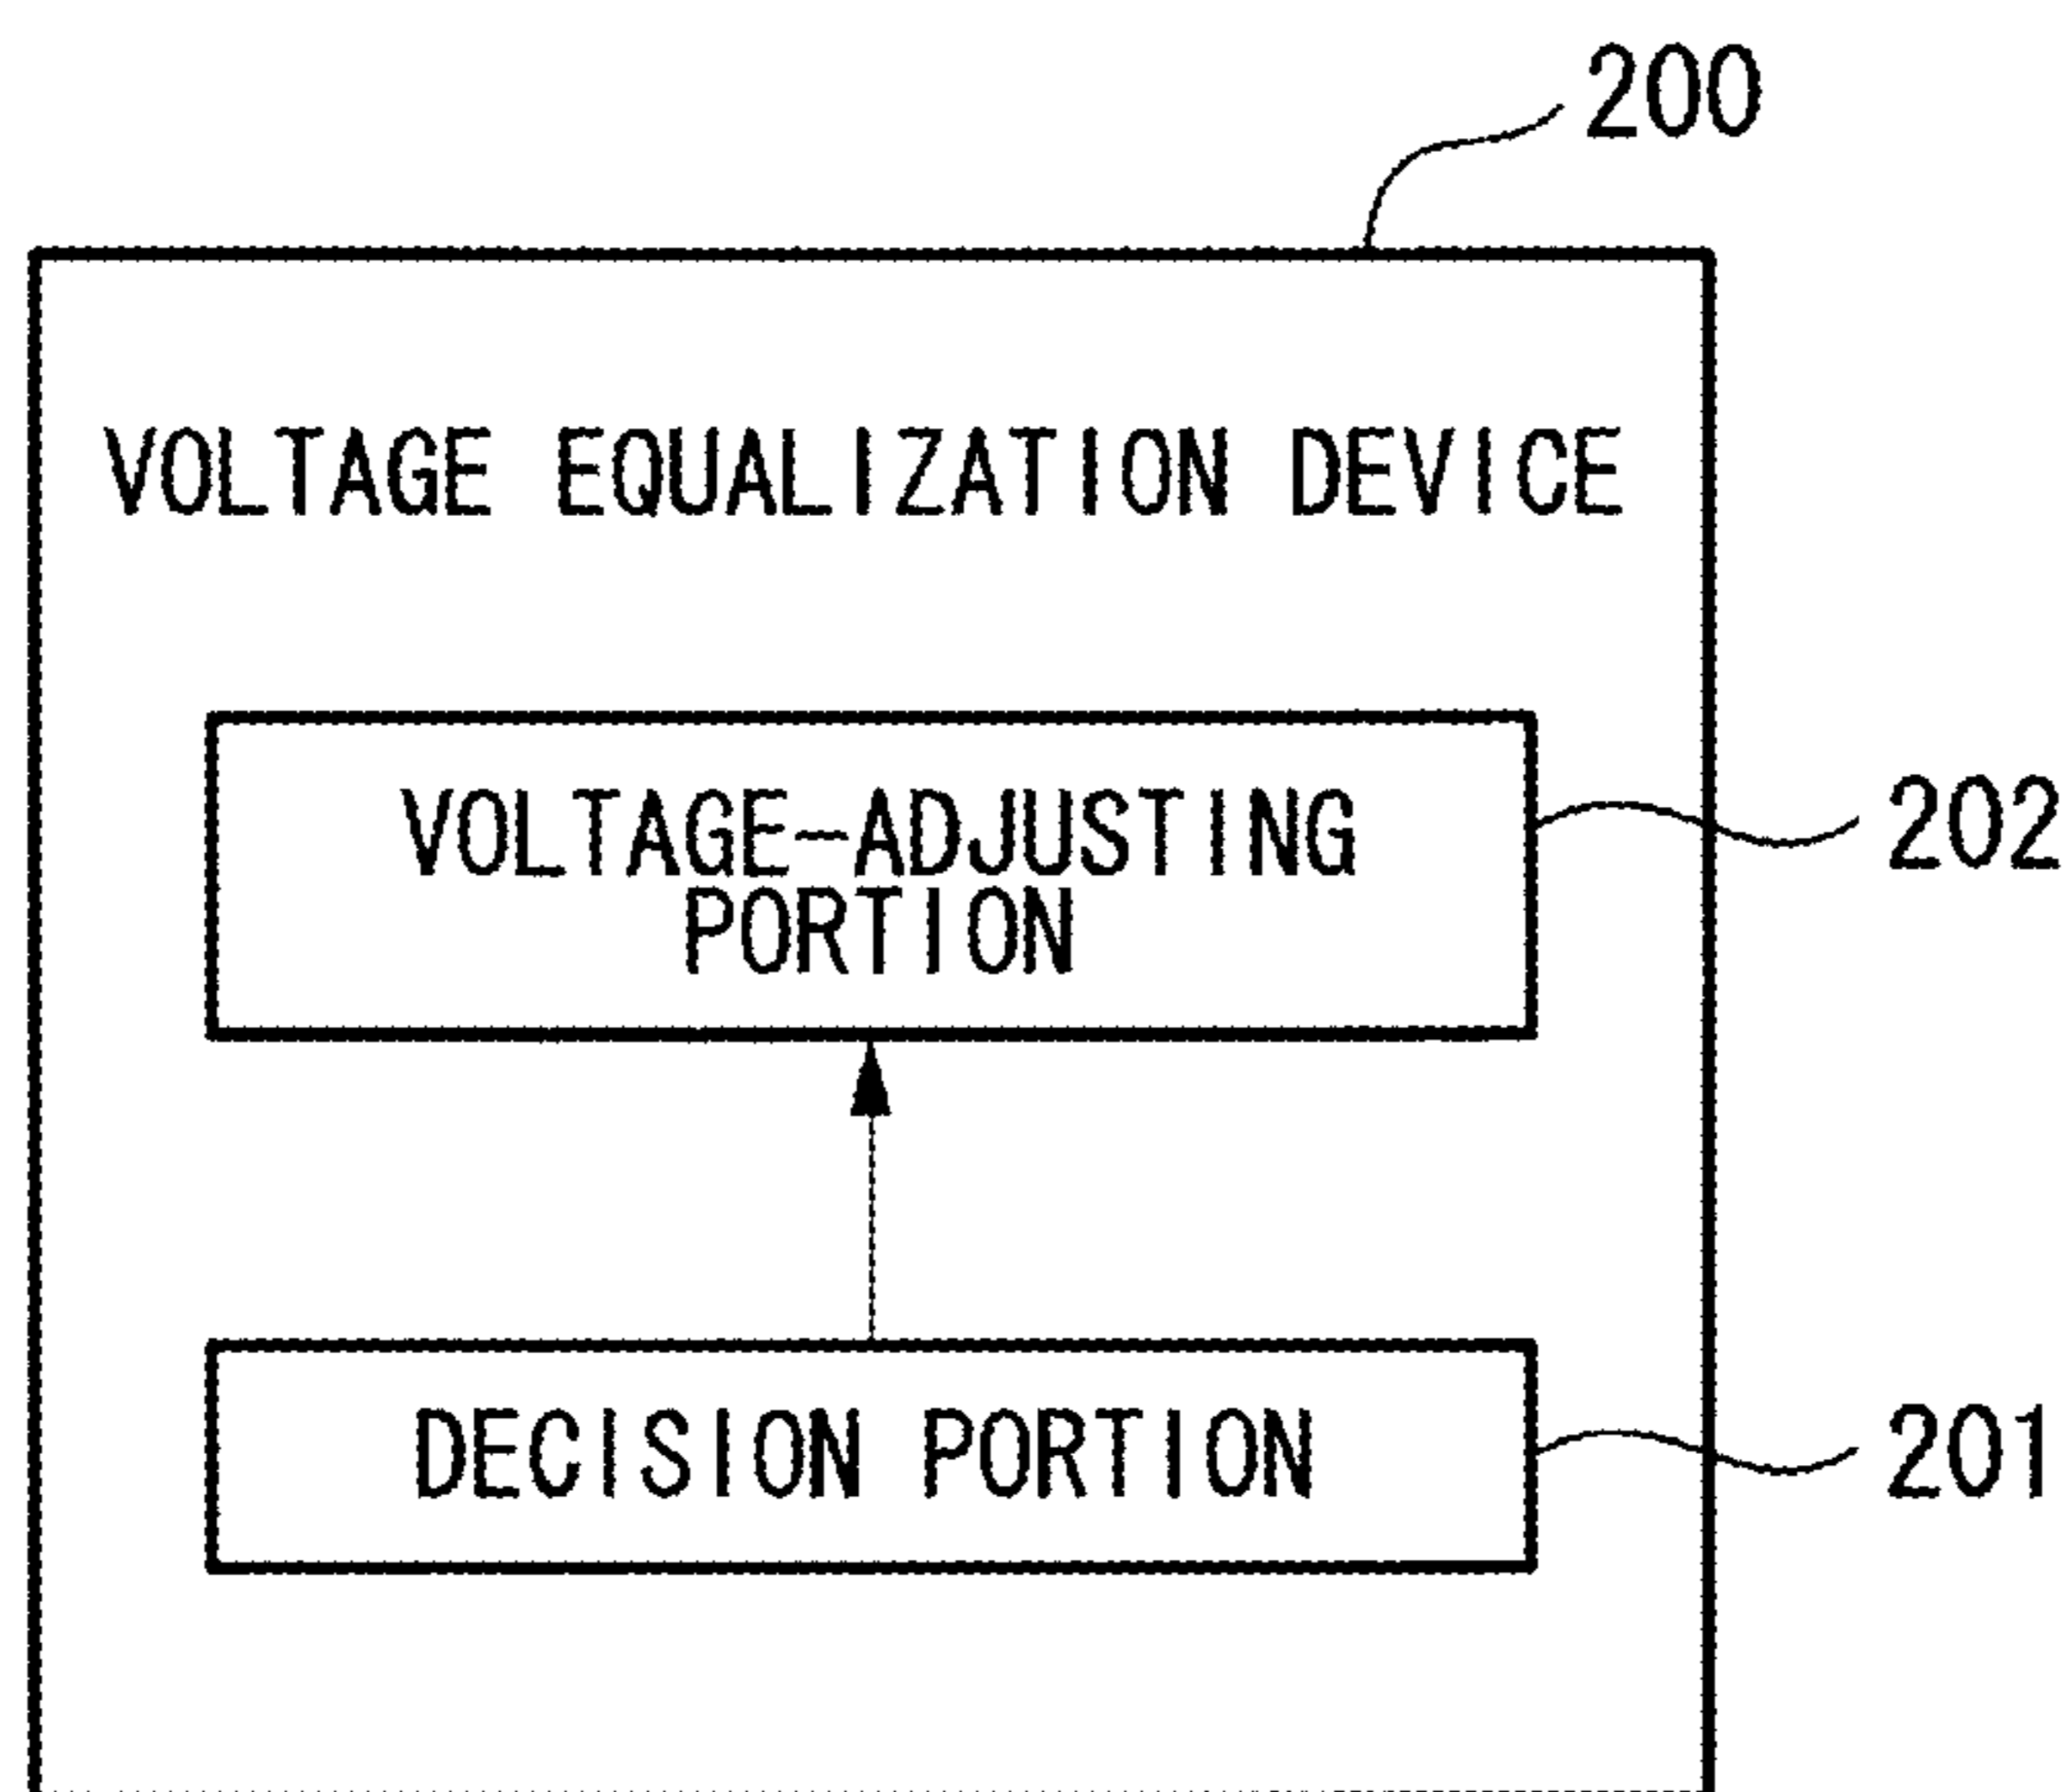 200
VOLTAGE EQUALIZATION DEVICE
VOLTAGE-ADJUSTING
PORTION
202
DECISION PORTION
201